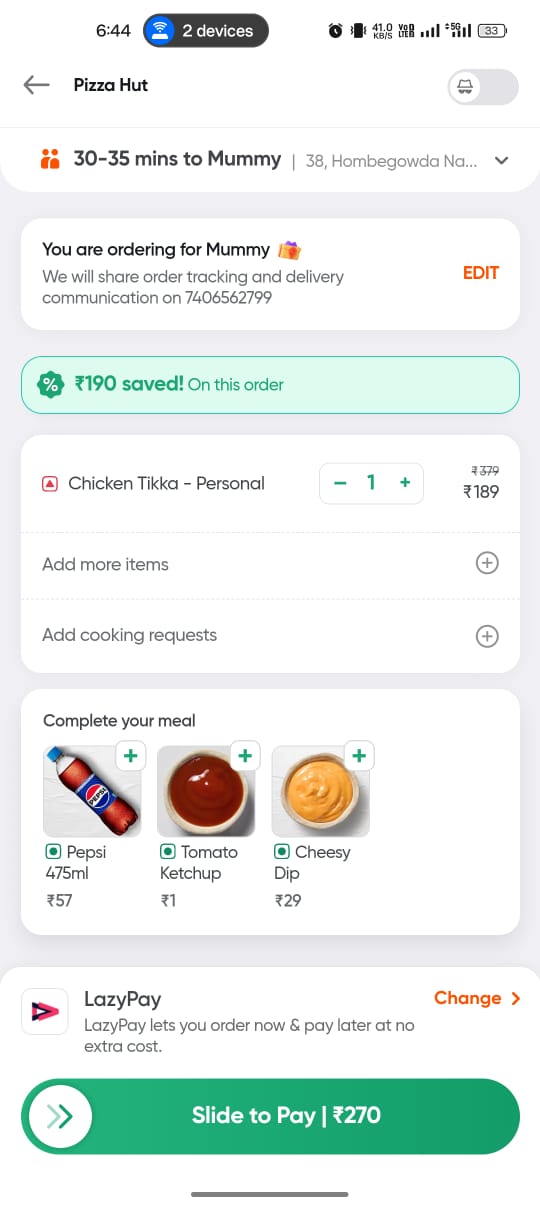 6:44
2 devices
41.0 KB/S
Vo D
LTE R
5G
33
Pizza Hut
30-35 mins to Mummy | 38, Hombegowda Na...
You are ordering for Mummy
We will share order tracking and delivery
communication on 7406562799
EDIT
% ₹190 saved! On this order
Chicken Tikka - Personal
− 1 +
₹379
₹189
Add more items
Add cooking requests
Complete your meal
PEPSI
Pepsi
475ml
₹57
Tomato
Ketchup
₹1
Cheesy
Dip
₹29
LazyPay
Change
LazyPay lets you order now & pay later at no
extra cost.
Slide to Pay | ₹270